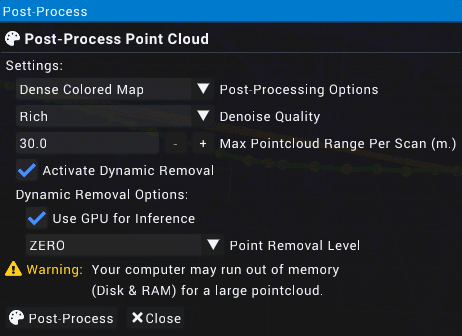 Post-Process
Post-Process Point Cloud
Settings:
Dense Colored Map Post-Processing Options
Rich Denoise Quality
30.0 - + Max Pointcloud Range Per Scan (m.)
Activate Dynamic Removal
Dynamic Removal Options:
Use GPU for Inference
ZERO Point Removal Level
Warning: Your computer may run out of memory
(Disk & RAM) for a large pointcloud.
Post-Process Close